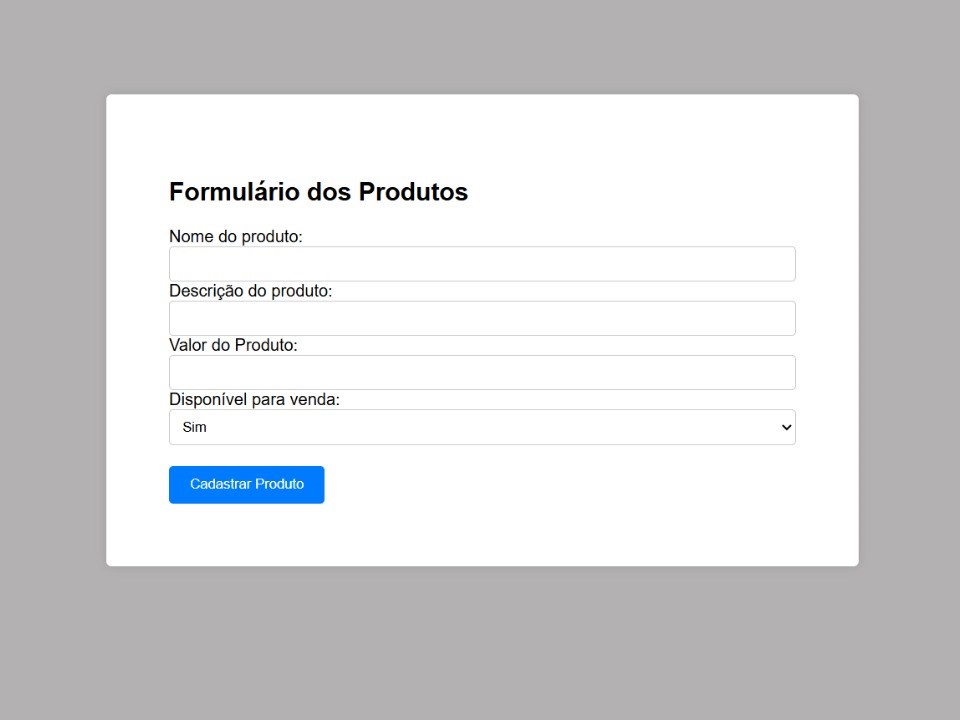 Formulário dos Produtos
Nome do produto:
Descrição do produto:
Valor do Produto:
Disponível para venda:
Sim
Cadastrar Produto